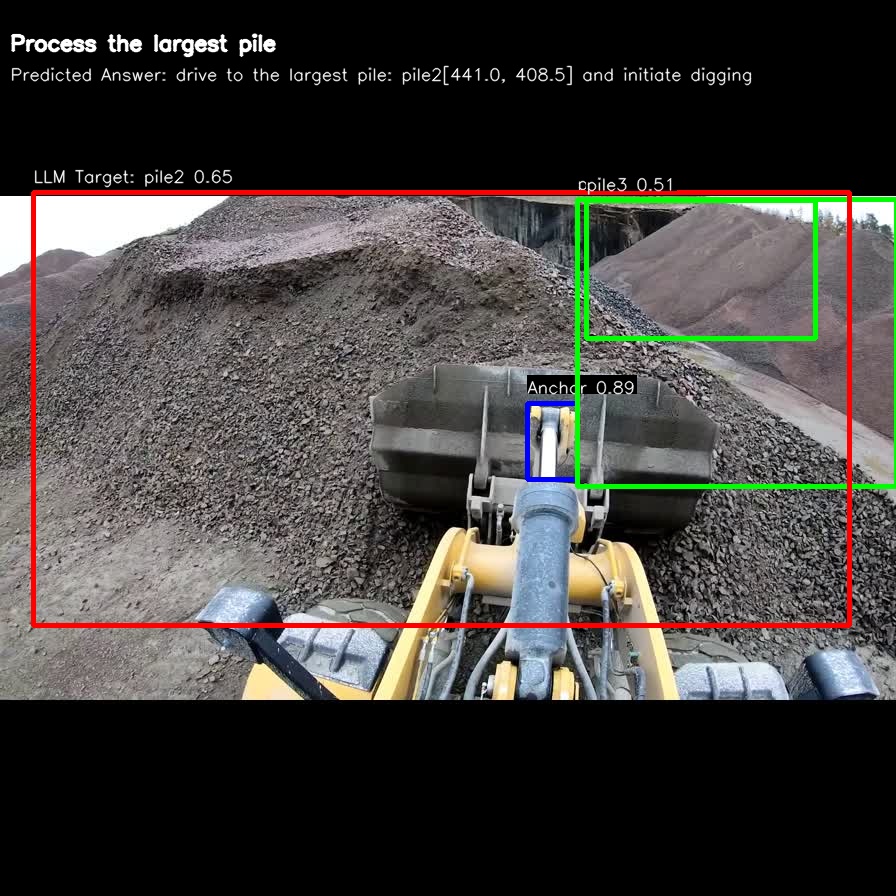 Process the largest pile
Predicted Answer: drive to the largest pile: pile2[441.0, 408.5] and initiate digging
LLM Target: pile2 0.65
ppile3 0.51
Anchor 0.89